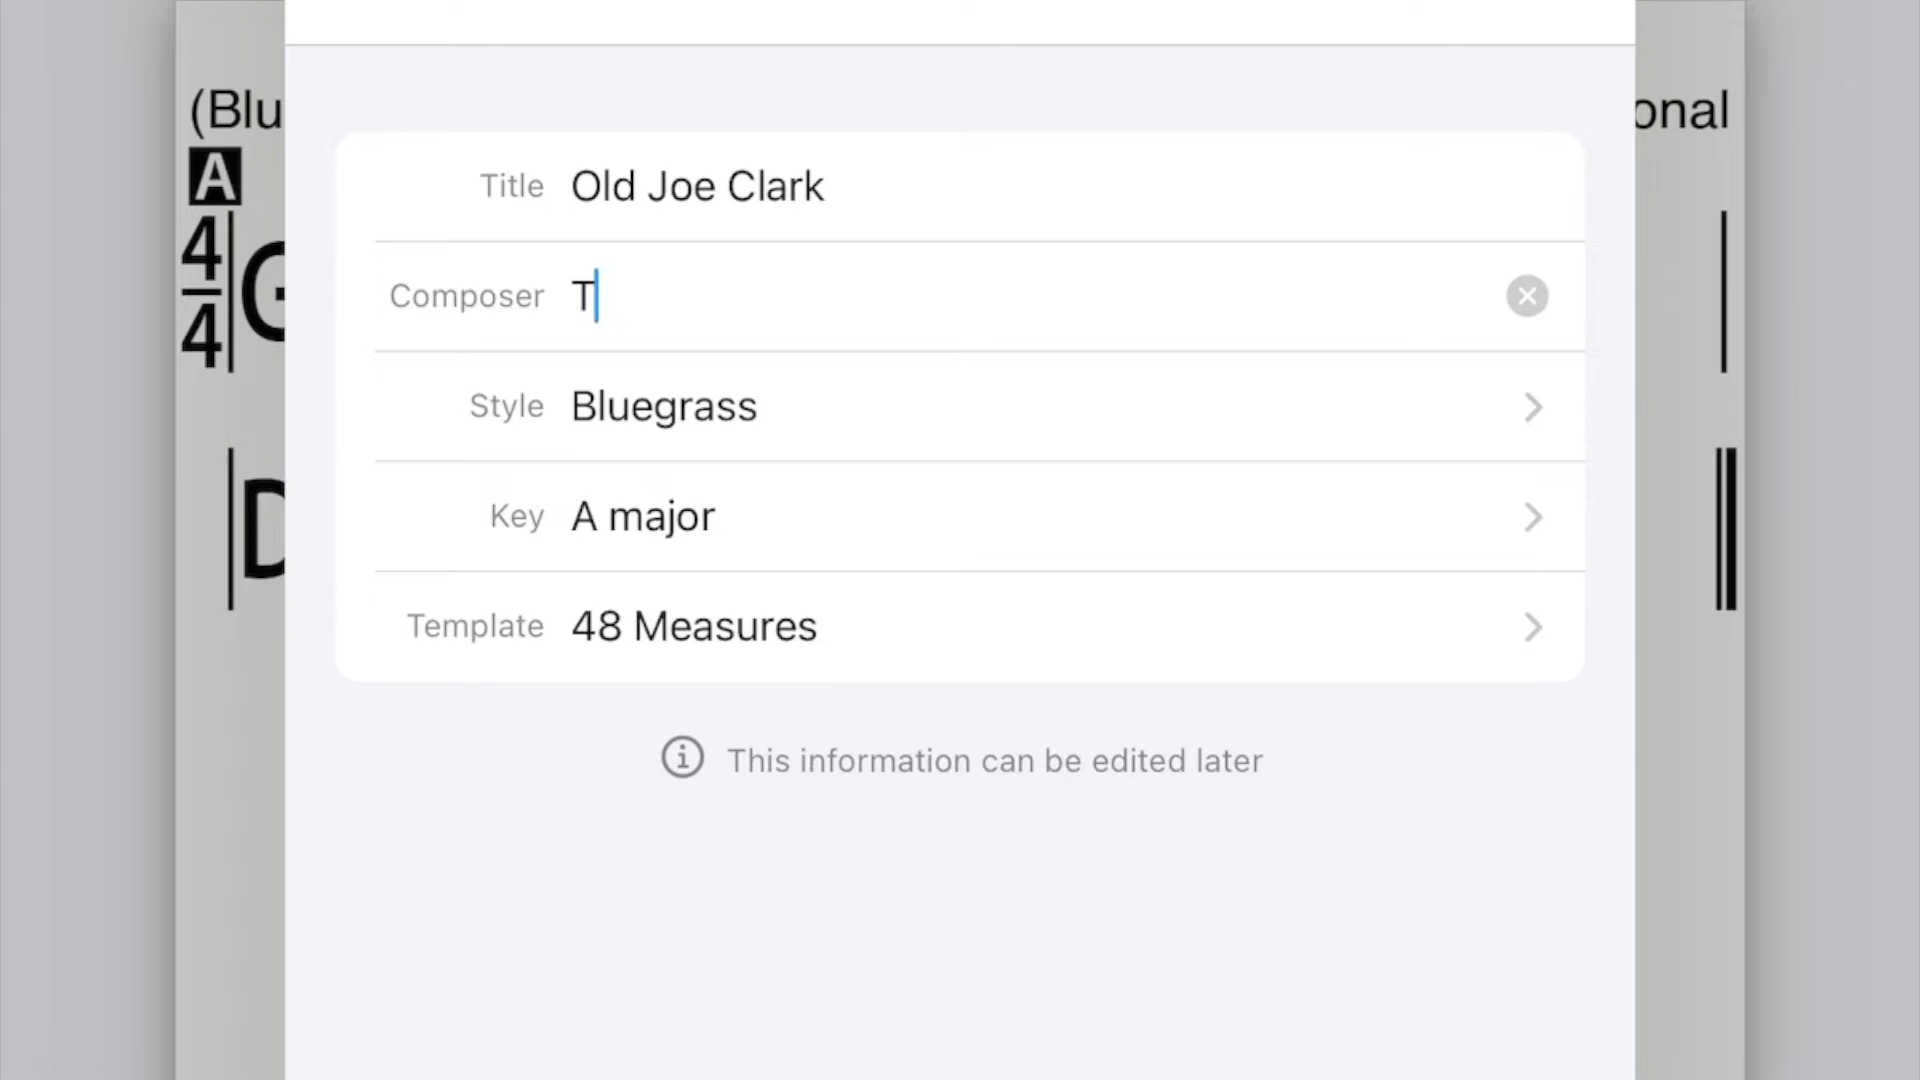 (Blu
onal
A
4
4
G
D
Title Old Joe Clark
Composer T
Style Bluegrass
Key A major
Template 48 Measures
This information can be edited later